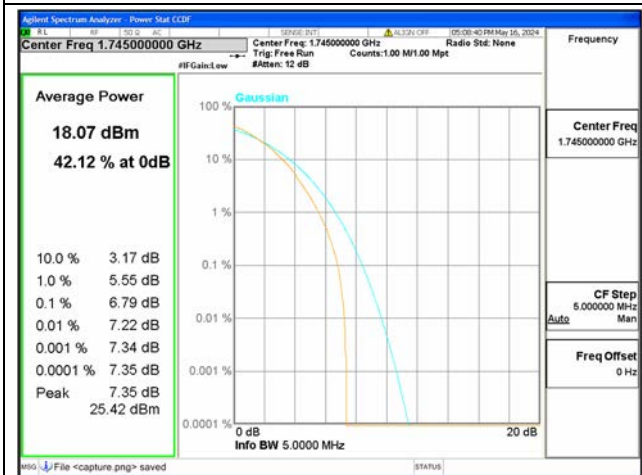 Agilent Spectrum Analyzer - Power Stat CCDF
RL RF 50 Ω AC SENSE:INT ALIGN OFF 05:08:40 PM May 16, 2024
Center Freq 1.745000000 GHz
Center Freq: 1.745000000 GHz Radio Std: None
Trig: Free Run Counts:1.00 M/1.00 Mpt
#IFGain:Low #Atten: 12 dB
Frequency
Average Power
18.07 dBm
42.12 % at 0dB
10.0 % 3.17 dB
1.0 % 5.55 dB
0.1 % 6.79 dB
0.01 % 7.22 dB
0.001 % 7.34 dB
0.0001 % 7.35 dB
Peak 7.35 dB
25.42 dBm
Gaussian
100 %
10 %
1 %
0.1 %
0.01 %
0.001 %
0.0001 %
0 dB 20 dB
Info BW 5.0000 MHz
Center Freq
1.745000000 GHz
CF Step
5.000000 MHz
Auto Man
Freq Offset
0 Hz
MSG File <capture.png> saved STATUS